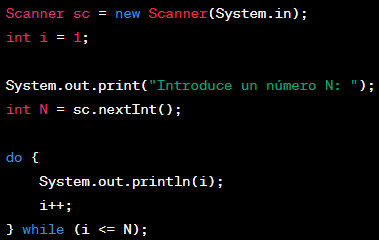 Scanner sc = new Scanner(System.in);
int i = 1;

System.out.print("Introduce un número N: ");
int N = sc.nextInt();

do {
    System.out.println(i);
    i++;
} while (i <= N);